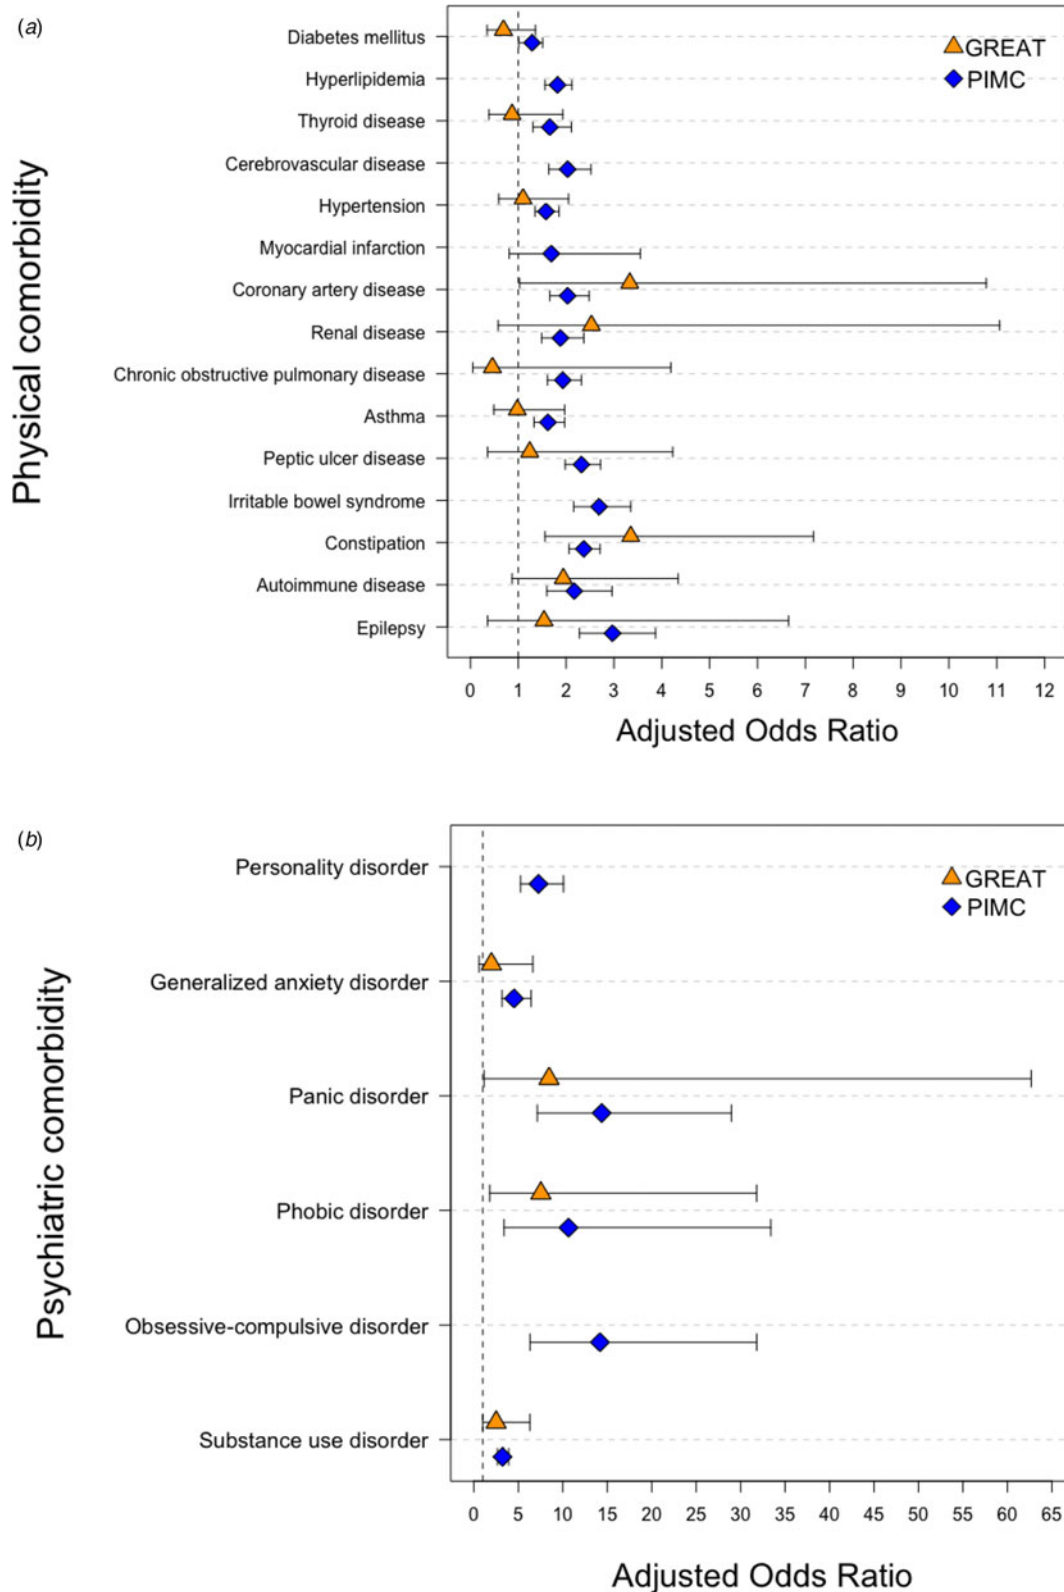 (a)
Physical comorbidity
Diabetes mellitus
Hyperlipidemia
Thyroid disease
Cerebrovascular disease
Hypertension
Myocardial infarction
Coronary artery disease
Renal disease
Chronic obstructive pulmonary disease
Asthma
Peptic ulcer disease
Irritable bowel syndrome
Constipation
Autoimmune disease
Epilepsy
GREAT
PIMC
0 1 2 3 4 5 6 7 8 9 10 11 12
Adjusted Odds Ratio
(b)
Psychiatric comorbidity
Personality disorder
Generalized anxiety disorder
Panic disorder
Phobic disorder
Obsessive-compulsive disorder
Substance use disorder
GREAT
PIMC
0 5 10 15 20 25 30 35 40 45 50 55 60 65
Adjusted Odds Ratio